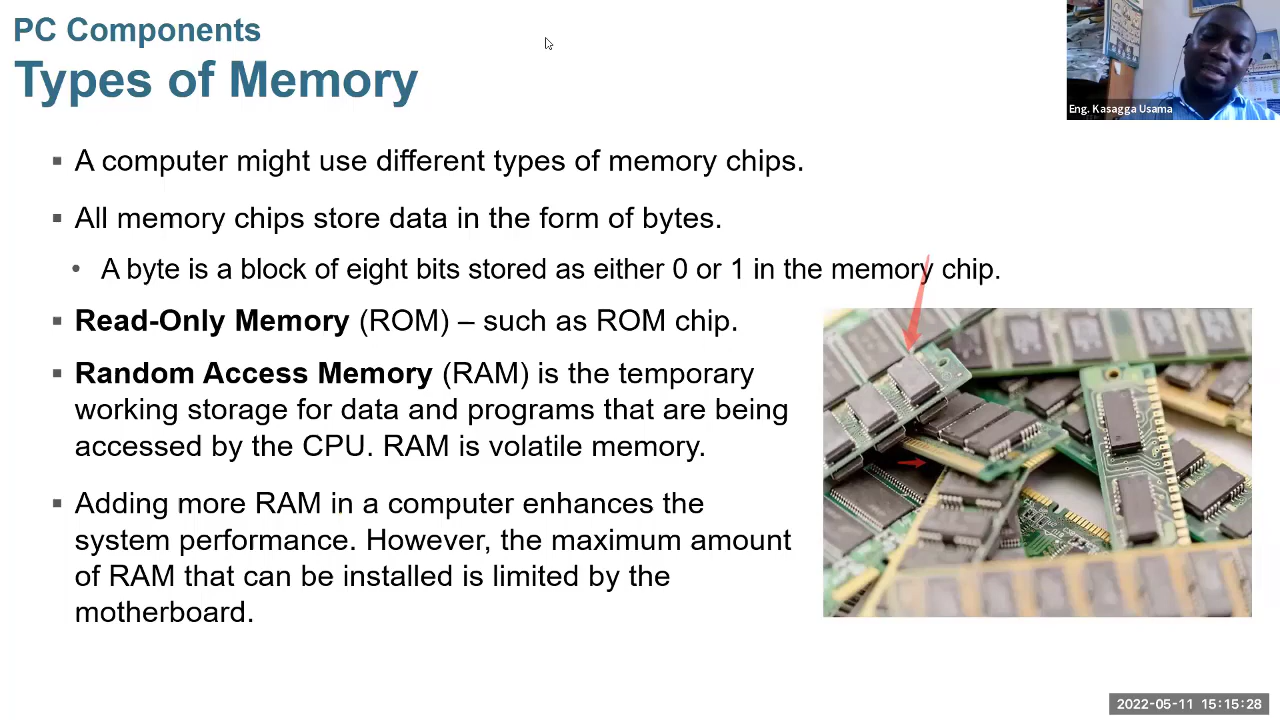 PC Components
Types of Memory
Eng. Kasagga Usama
▪ A computer might use different types of memory chips.
▪ All memory chips store data in the form of bytes.
• A byte is a block of eight bits stored as either 0 or 1 in the memory chip.
▪ Read-Only Memory (ROM) – such as ROM chip.
▪ Random Access Memory (RAM) is the temporary
working storage for data and programs that are being
accessed by the CPU. RAM is volatile memory.
▪ Adding more RAM in a computer enhances the
system performance. However, the maximum amount
of RAM that can be installed is limited by the
motherboard.
2022-05-11 15:15:28